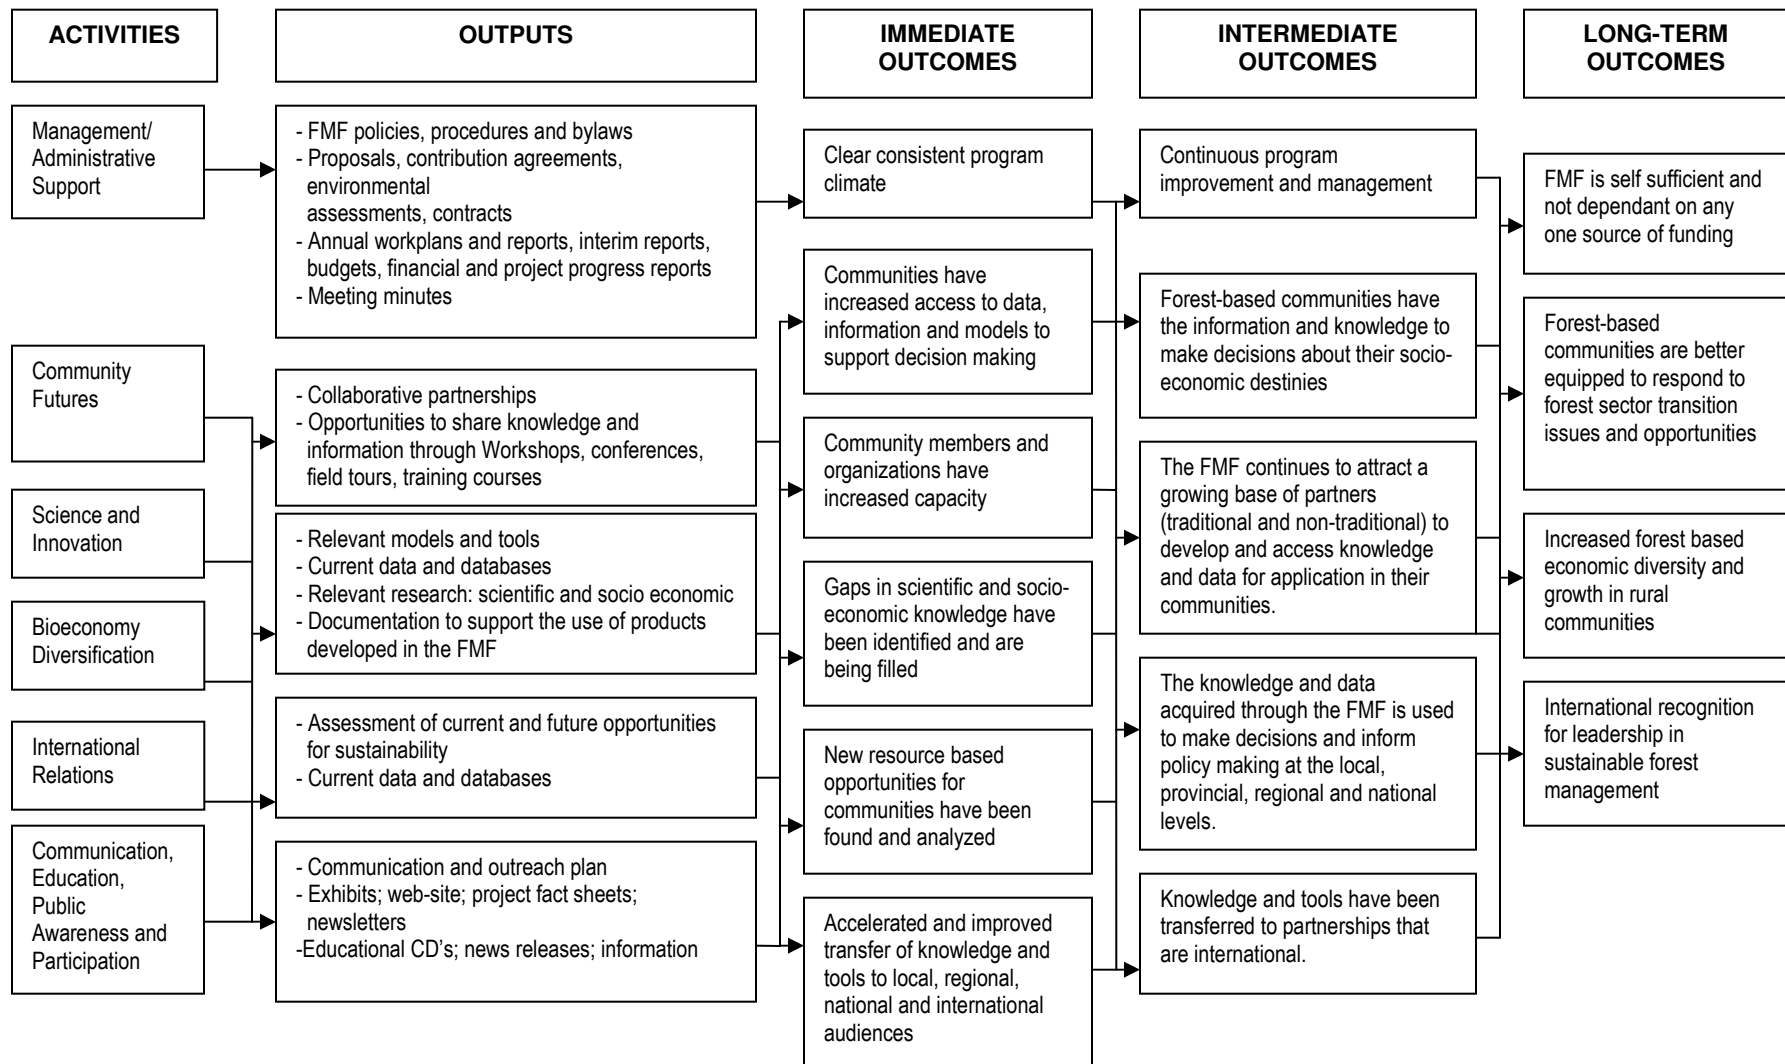 ACTIVITIES
OUTPUTS
IMMEDIATE
OUTCOMES
INTERMEDIATE
OUTCOMES
LONG-TERM
OUTCOMES
Management/
Administrative
Support
Community
Futures
Science and
Innovation
Bioeconomy
Diversification
International
Relations
Communication,
Education,
Public
Awareness and
Participation
- FMF policies, procedures and bylaws
- Proposals, contribution agreements,
environmental
assessments, contracts
- Annual workplans and reports, interim reports,
budgets, financial and project progress reports
- Meeting minutes
- Collaborative partnerships
- Opportunities to share knowledge and
information through Workshops, conferences,
field tours, training courses
- Relevant models and tools
- Current data and databases
- Relevant research: scientific and socio economic
- Documentation to support the use of products
developed in the FMF
- Assessment of current and future opportunities
for sustainability
- Current data and databases
- Communication and outreach plan
- Exhibits; web-site; project fact sheets;
newsletters
-Educational CD's; news releases; information
Clear consistent program
climate
Communities have
increased access to data,
information and models to
support decision making
Community members and
organizations have
increased capacity
Gaps in scientific and socio-
economic knowledge have
been identified and are
being filled
New resource based
opportunities for
communities have been
found and analyzed
Accelerated and improved
transfer of knowledge and
tools to local, regional,
national and international
audiences
Continuous program
improvement and management
Forest-based communities have
the information and knowledge to
make decisions about their socio-
economic destinies
The FMF continues to attract a
growing base of partners
(traditional and non-traditional) to
develop and access knowledge
and data for application in their
communities.
The knowledge and data
acquired through the FMF is used
to make decisions and inform
policy making at the local,
provincial, regional and national
levels.
Knowledge and tools have been
transferred to partnerships that
are international.
FMF is self sufficient and
not dependant on any
one source of funding
Forest-based
communities are better
equipped to respond to
forest sector transition
issues and opportunities
Increased forest based
economic diversity and
growth in rural
communities
International recognition
for leadership in
sustainable forest
management